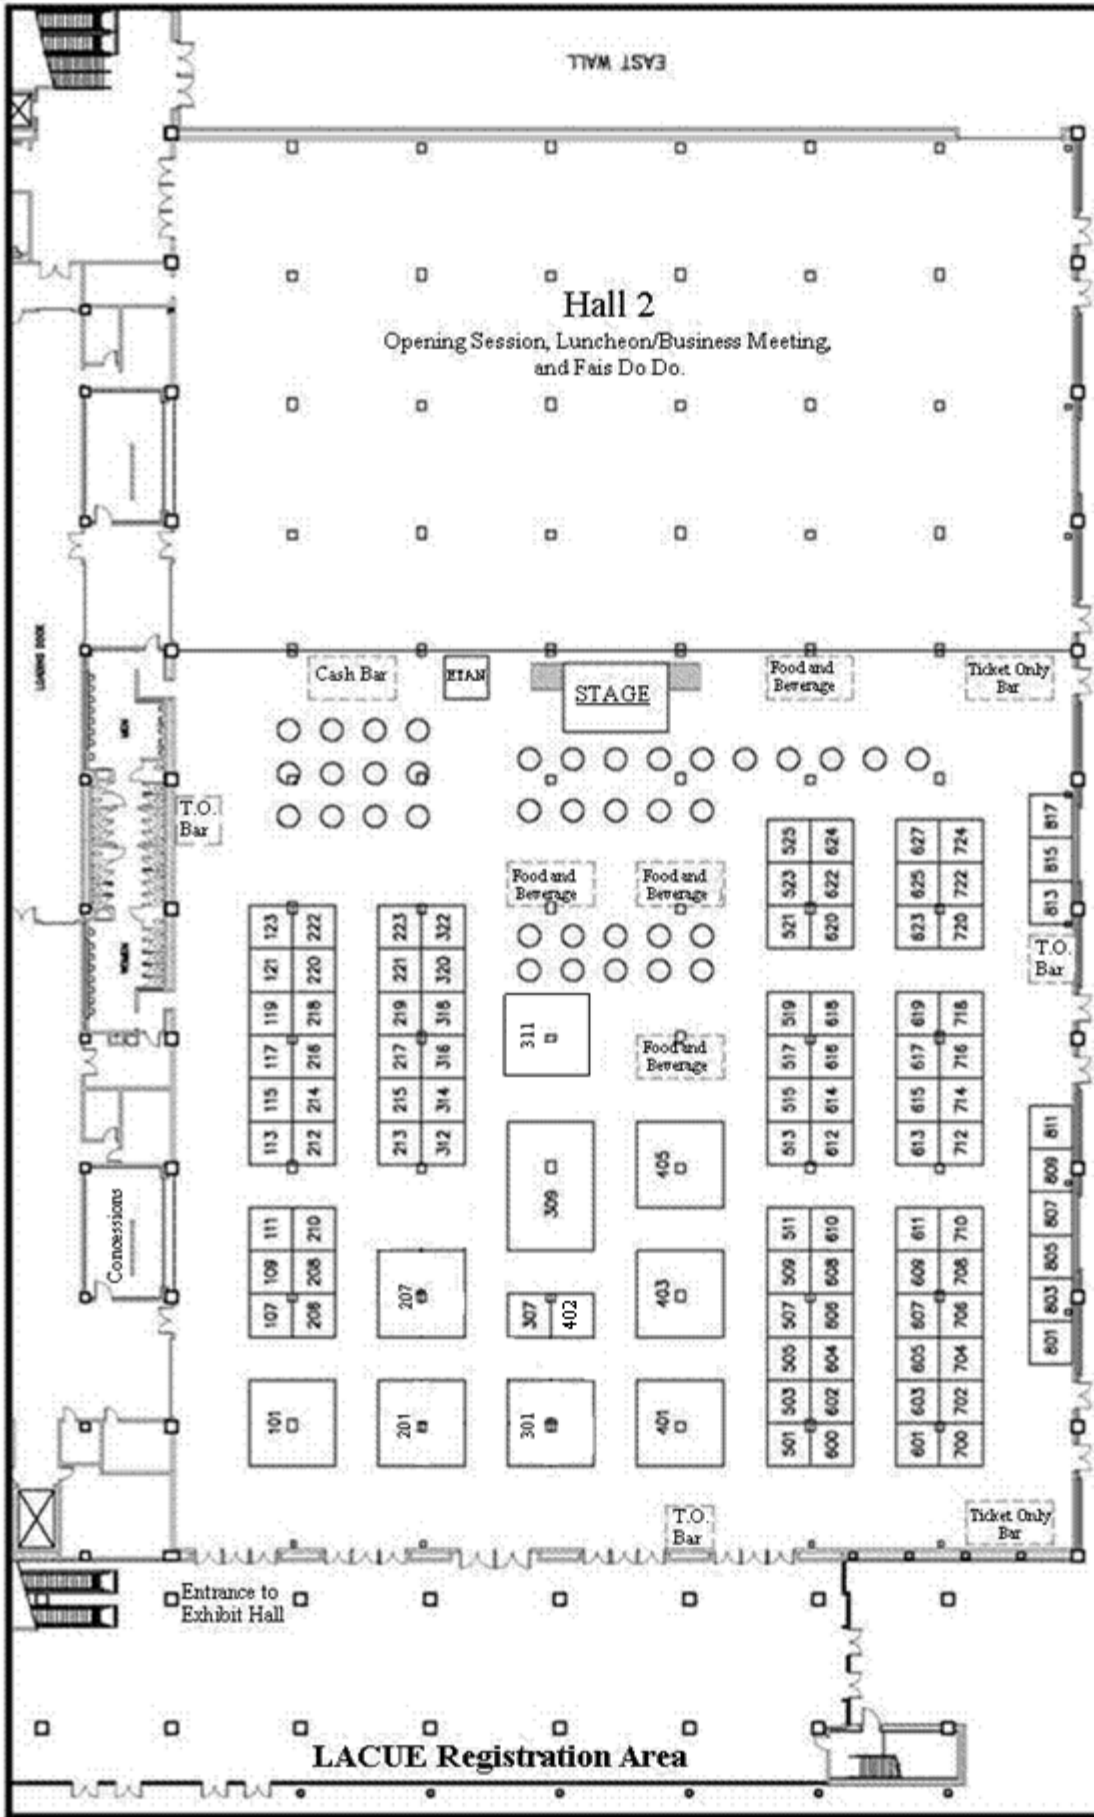 EAST WALL
Hall 2
Opening Session, Luncheon/Business Meeting,
and Fais Do Do.
LOADING DOCK
Cash Bar
STAGE
Food and
Beverage
Ticket Only
Bar
MEN
T.O.
Bar
WOMEN
Food and
Beverage
Food and
Beverage
525 624 627 724 817
523 622 625 722 815
521 620 623 720 813
T.O.
Bar
123 222 223 322
121 220 221 320
119 218 219 318 311 519 618 619 718
117 216 217 316 517 616 617 716
Food and
Beverage
115 214 215 314 515 614 615 714
113 212 213 312 513 612 613 712 811
309 405 809
Concessions
111 210 511 610 611 710 807
109 208 207 403 509 608 609 708 805
107 206 307 402 507 606 607 706 803
505 604 605 704 801
101 201 301 401 503 602 603 702
501 600 601 700
T.O.
Bar
Ticket Only
Bar
Entrance to
Exhibit Hall
LACUE Registration Area